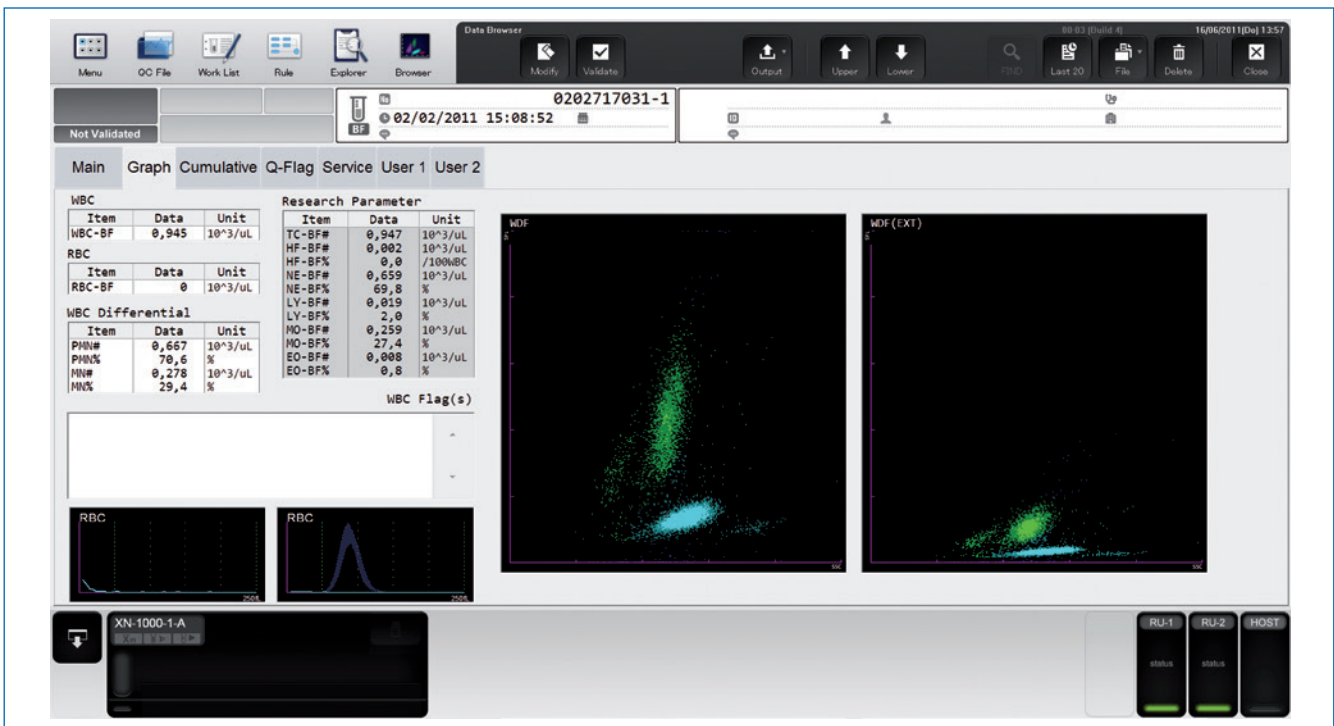 Data Browser 00-03 [Build 4] 16/06/2011(Do) 13:57
Menu QC File Work List Rule Explorer Browser Modify Validate Output Upper Lower FIND Last 20 File Delete Close
0202717031-1
02/02/2011 15:08:52
Not Validated BF
Main Graph Cumulative Q-Flag Service User 1 User 2
WBC
Item Data Unit
WBC-BF 0,945 10^3/uL
RBC
Item Data Unit
RBC-BF 0 10^3/uL
WBC Differential
Item Data Unit
PMN# 0,667 10^3/uL
PMN% 70,6 %
MN# 0,278 10^3/uL
MN% 29,4 %
Research Parameter
Item Data Unit
TC-BF# 0,947 10^3/uL
HF-BF# 0,002 10^3/uL
HF-BF% 0,0 /100WBC
NE-BF# 0,659 10^3/uL
NE-BF% 69,8 %
LY-BF# 0,019 10^3/uL
LY-BF% 2,0 %
MO-BF# 0,259 10^3/uL
MO-BF% 27,4 %
EO-BF# 0,008 10^3/uL
EO-BF% 0,8 %
WBC Flag(s)
RBC
250fL
RBC
250fL
WDF
SSC
WDF(EXT)
SSC
XN-1000-1-A
RU-1 RU-2 HOST
status status